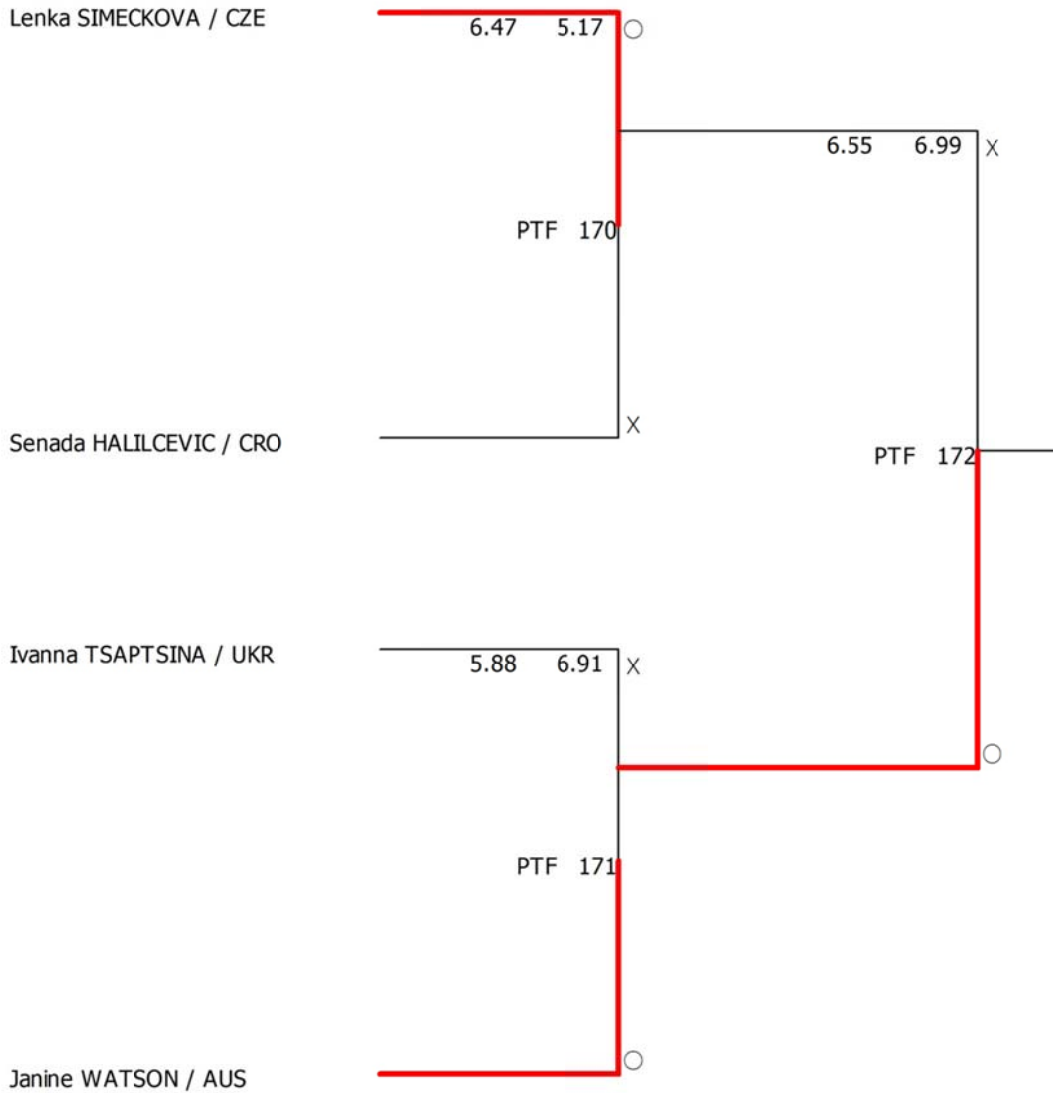 Lenka SIMECKOVA / CZE
6.47 5.17 O
6.55 6.99 X
PTF 170
Senada HALILCEVIC / CRO
X
PTF 172
Ivanna TSAPTSINA / UKR
5.88 6.91 X
O
PTF 171
Janine WATSON / AUS
O